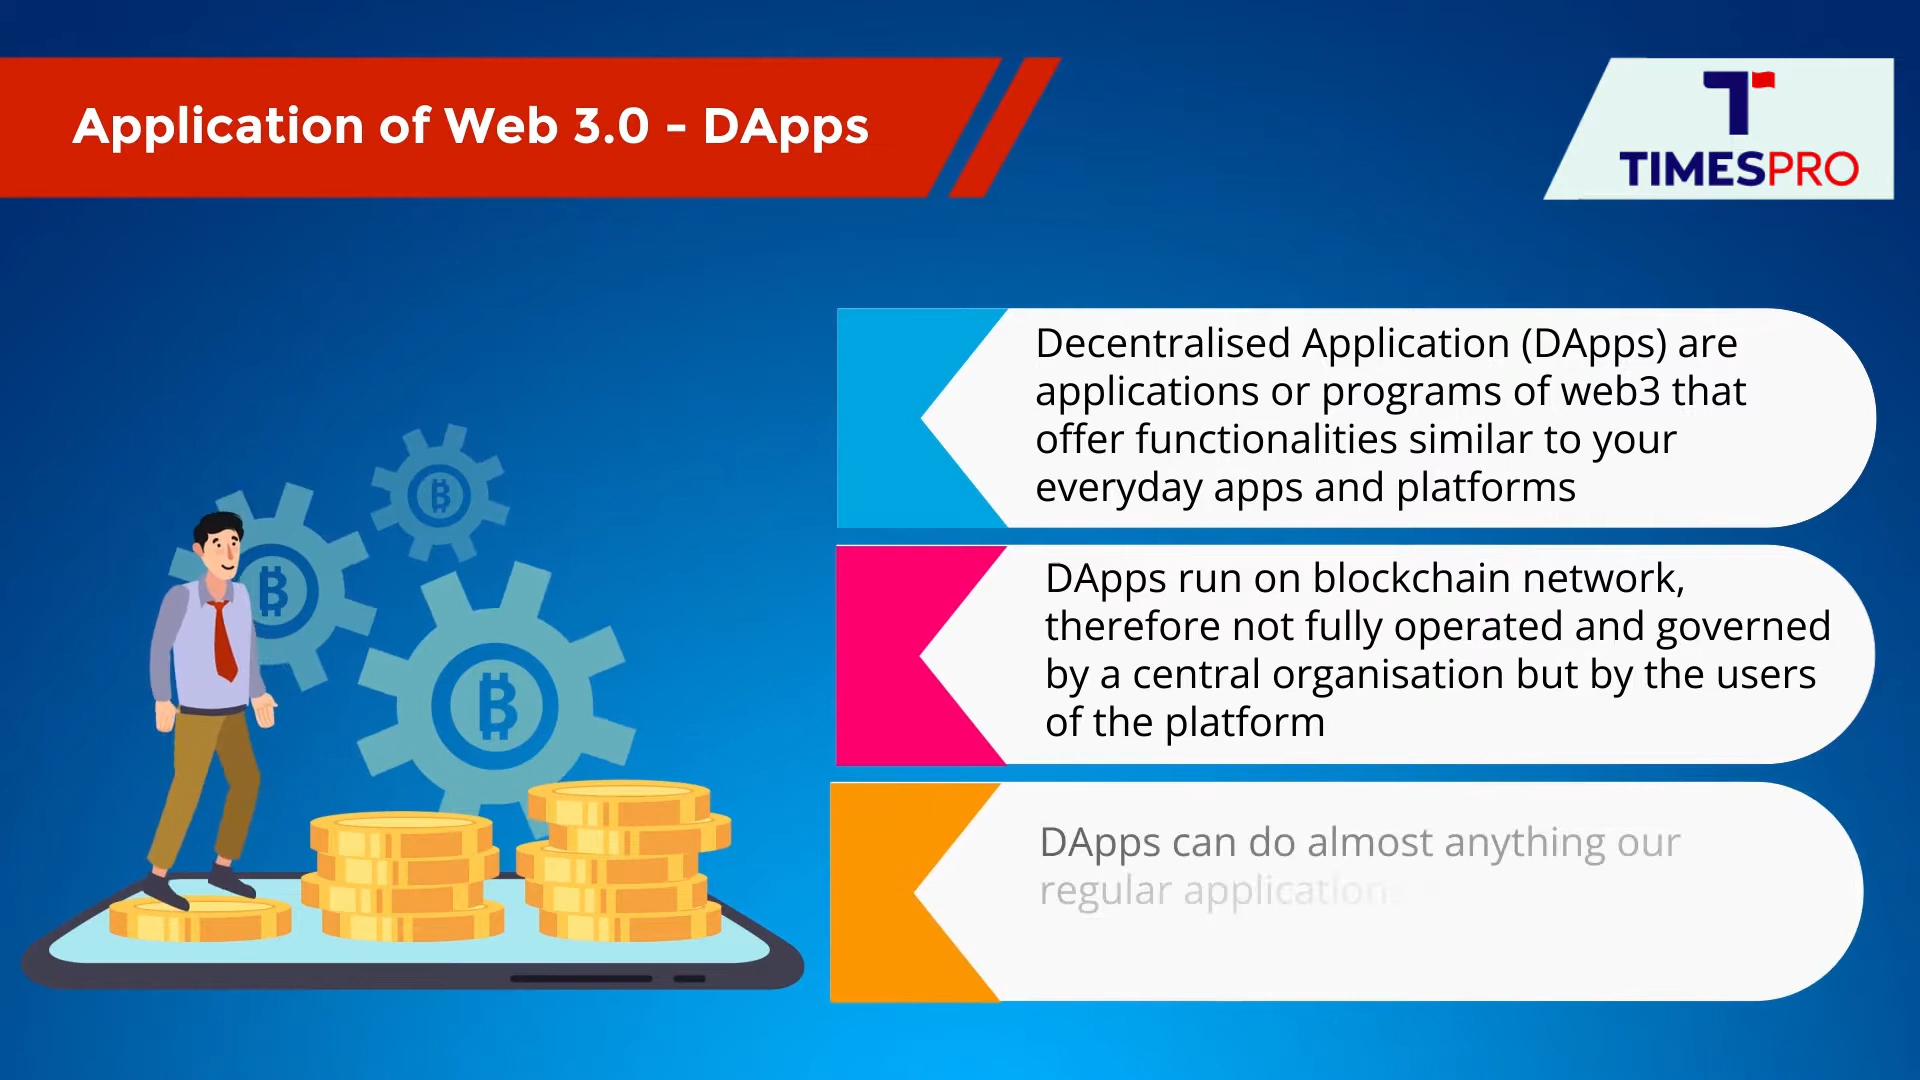 Application of Web 3.0 - DApps
TIMESPRO
Decentralised Application (DApps) are
applications or programs of web3 that
offer functionalities similar to your
everyday apps and platforms
DApps run on blockchain network,
therefore not fully operated and governed
by a central organisation but by the users
of the platform
DApps can do almost anything our
regular applications